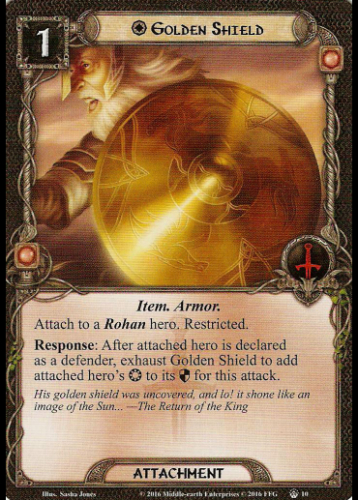 1
Golden Shield
Item. Armor.
Attach to a Rohan hero. Restricted.
Response: After attached hero is declared
as a defender, exhaust Golden Shield to add
attached hero's to its for this attack.
His golden shield was uncovered, and lo! it shone like an
image of the Sun... —The Return of the King
ATTACHMENT
Illus. Sasha Jones © 2016 Middle-earth Enterprises © 2016 FFG 10